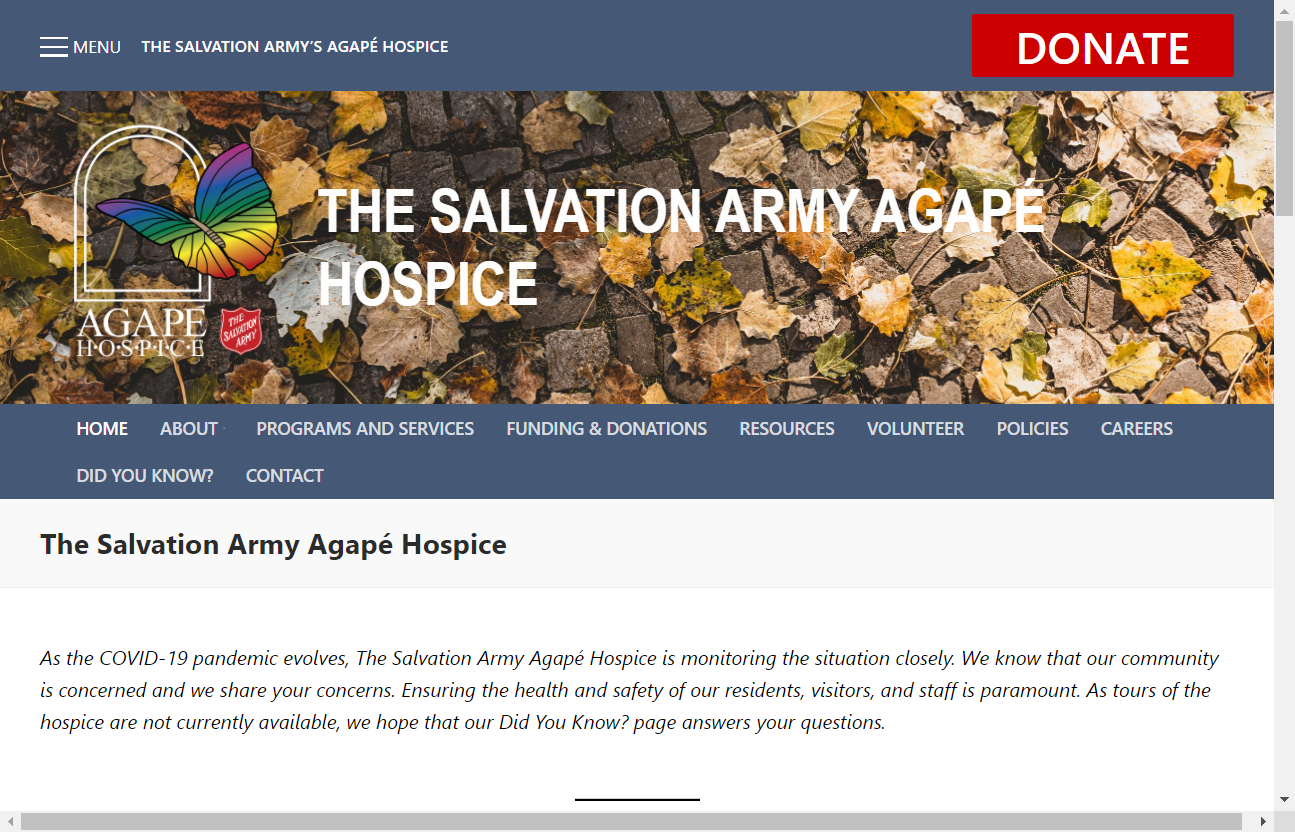 MENU THE SALVATION ARMY'S AGAPÉ HOSPICE DONATE
THE SALVATION ARMY AGAPÉ
HOSPICE
AGAPE
H·O·S·P·I·C·E
THE
SALVATION
ARMY
HOME ABOUT PROGRAMS AND SERVICES FUNDING & DONATIONS RESOURCES VOLUNTEER POLICIES CAREERS
DID YOU KNOW? CONTACT
The Salvation Army Agapé Hospice
As the COVID-19 pandemic evolves, The Salvation Army Agapé Hospice is monitoring the situation closely. We know that our community
is concerned and we share your concerns. Ensuring the health and safety of our residents, visitors, and staff is paramount. As tours of the
hospice are not currently available, we hope that our Did You Know? page answers your questions.